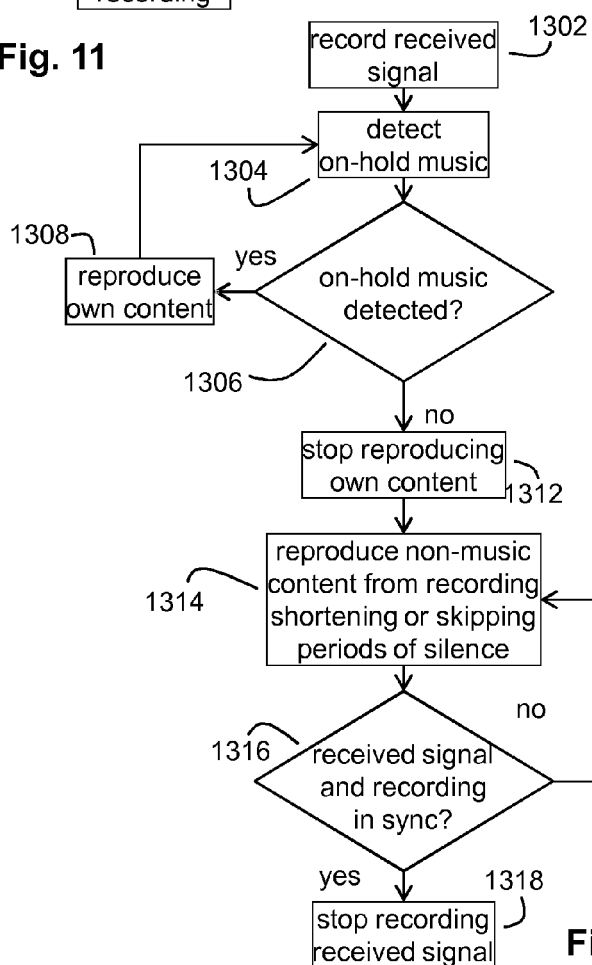 recording
Fig. 11
record received
signal
1302
detect
on-hold music
1304
1308
reproduce
own content
yes
on-hold music
detected?
1306
no
stop reproducing
own content
1312
reproduce non-music
content from recording
shortening or skipping
periods of silence
1314
no
1316
received signal
and recording
in sync?
yes
1318
stop recording
received signal